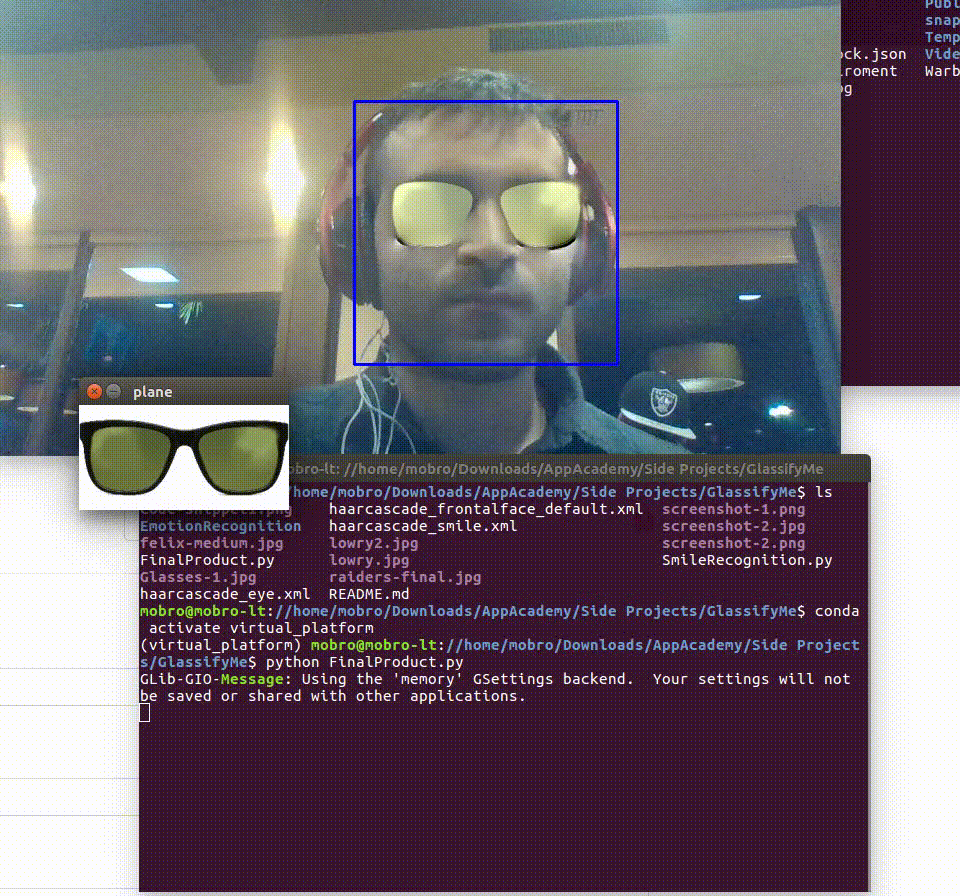 Publ
snap
Temp
ock.json Vide
iroment Warb
pg
plane
obro-lt: //home/mobro/Downloads/AppAcademy/Side Projects/GlassifyMe
home/mobro/Downloads/AppAcademy/Side Projects/GlassifyMe$ ls
haarcascade_frontalface_default.xml screenshot-1.png
EmotionRecognition haarcascade_smile.xml screenshot-2.jpg
felix-medium.jpg lowry2.jpg screenshot-2.png
FinalProduct.py lowry.jpg SmileRecognition.py
Glasses-1.jpg raiders-final.jpg
haarcascade_eye.xml README.md
mobro@mobro-lt://home/mobro/Downloads/AppAcademy/Side Projects/GlassifyMe$ conda
activate virtual_platform
(virtual_platform) mobro@mobro-lt://home/mobro/Downloads/AppAcademy/Side Project
s/GlassifyMe$ python FinalProduct.py
GLib-GIO-Message: Using the 'memory' GSettings backend. Your settings will not
be saved or shared with other applications.